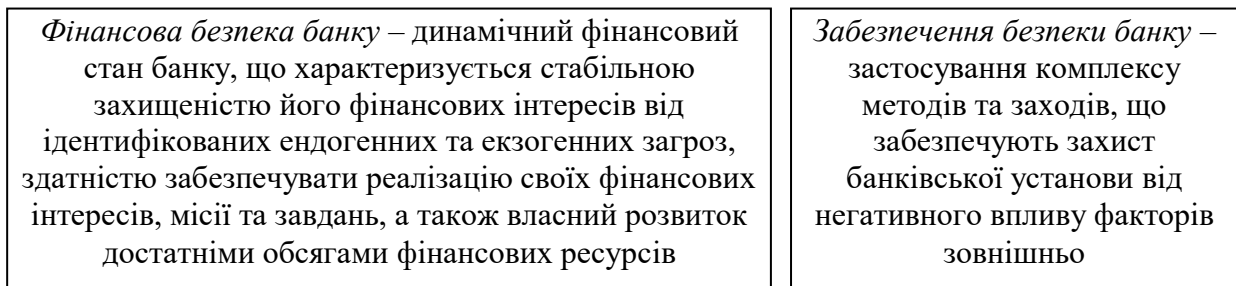 Фінансова безпека банку – динамічний фінансовий
стан банку, що характеризується стабільною
захищеністю його фінансових інтересів від
ідентифікованих ендогенних та екзогенних загроз,
здатністю забезпечувати реалізацію своїх фінансових
інтересів, місії та завдань, а також власний розвиток
достатніми обсягами фінансових ресурсів
Забезпечення безпеки банку –
застосування комплексу
методів та заходів, що
забезпечують захист
банківської установи від
негативного впливу факторів
зовнішньо